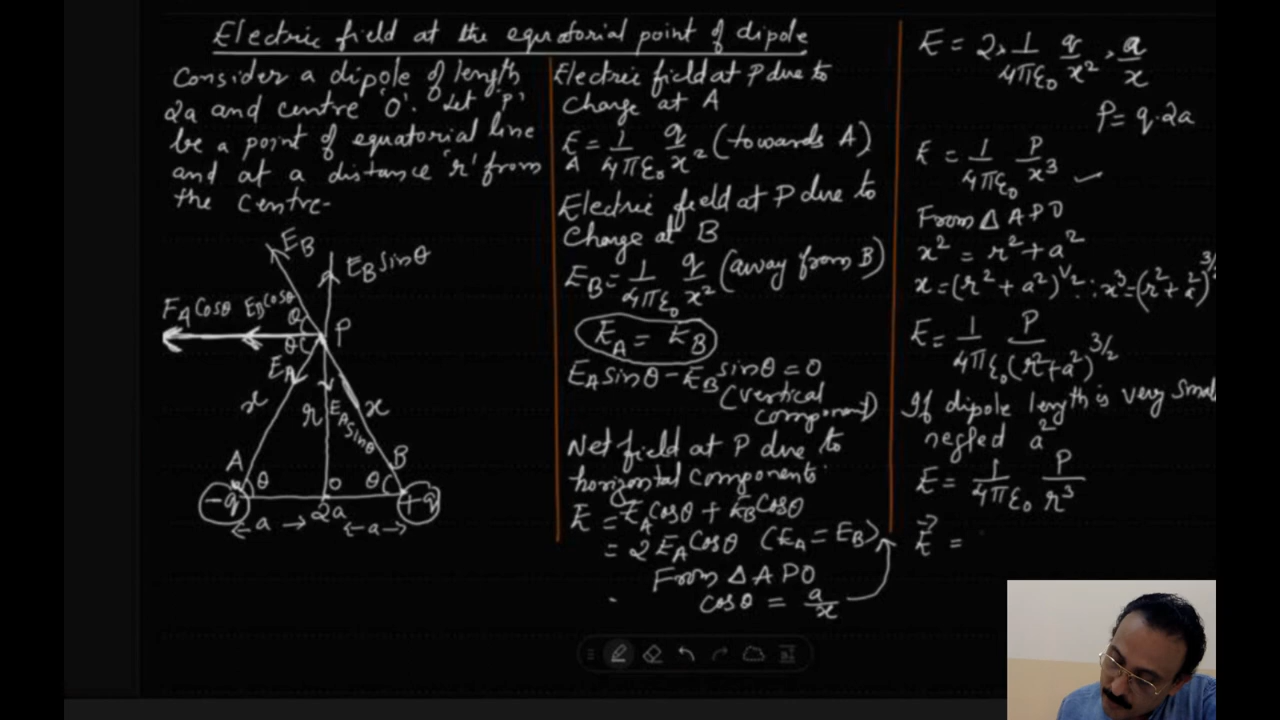 Electric field at the equatorial point of dipole
Consider a dipole of length
2a and centre 'O'. Let 'P'
be a point of equatorial line
and at a distance 'r' from
the centre-
E_B
E_B sinθ
E_A cosθ E_B cosθ
θ
θ P
E_A
x r x
E_A sinθ
A B
θ O θ
-q +q
2a
←a→ ←a→
Electric field at P due to
Charge at A
E_A = 1/4πε₀ q/x² (towards A)
Electric field at P due to
Charge at B
E_B = 1/4πε₀ q/x² (away from B)
E_A = E_B
E_A sinθ - E_B sinθ = 0
(vertical
component)
Net field at P due to
horizontal components.
E = E_A cosθ + E_B cosθ
= 2 E_A cosθ (E_A = E_B)
From Δ APO
cosθ = a/x
E = 2 × 1/4πε₀ q/x² . a/x
P = q.2a
E = 1/4πε₀ P/x³ ✓
From Δ APO
x² = r² + a²
x = (r² + a²)^1/2 ∴ x³ = (r² + a²)^3/
E = 1/4πε₀ P/(r²+a²)^3/2
If dipole length is very small
neglect a²
E = 1/4πε₀ P/r³
E⃗ =